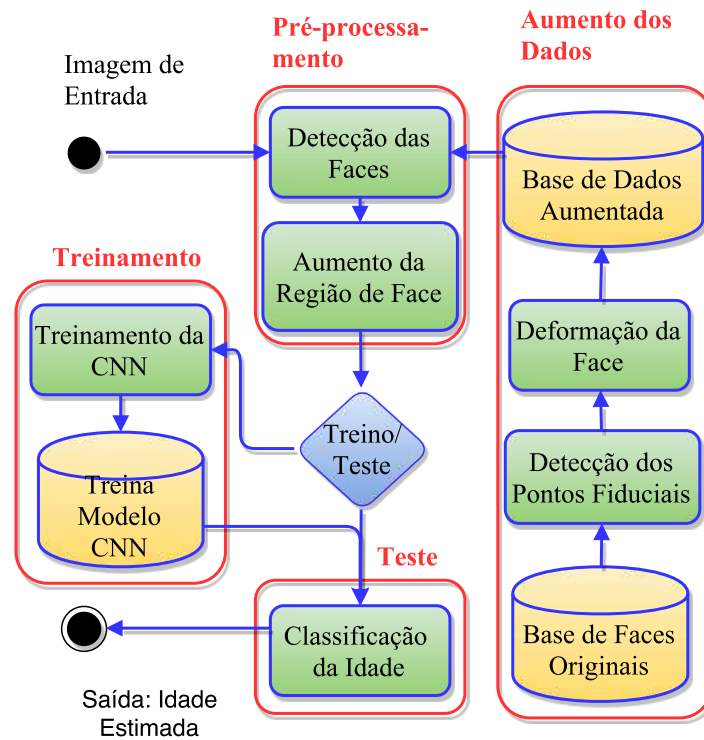 Imagem de
Entrada
Pré-processa-
mento
Detecção das
Faces
Aumento da
Região de Face
Aumento dos
Dados
Base de Dados
Aumentada
Deformação da
Face
Detecção dos
Pontos Fiduciais
Base de Faces
Originais
Treinamento
Treinamento da
CNN
Treina
Modelo
CNN
Treino/
Teste
Teste
Classificação
da Idade
Saída: Idade
Estimada